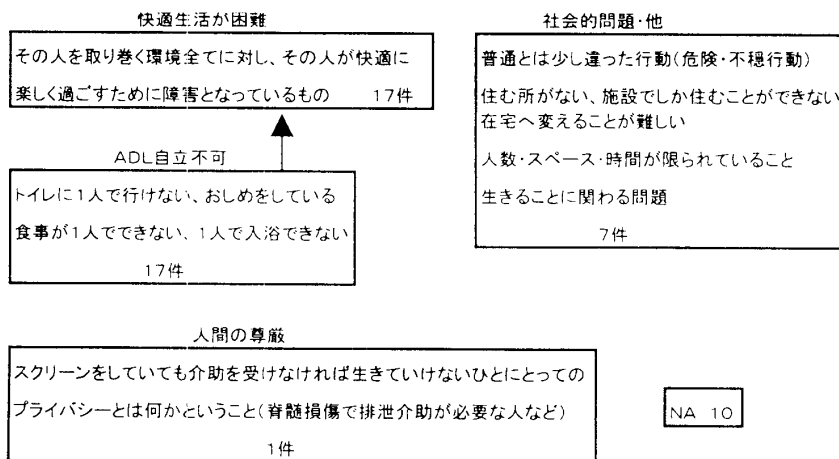 快適生活が困難
その人を取り巻く環境全てに対し、その人が快適に
楽しく過ごすために障害となっているもの 17件
ADL自立不可
トイレに1人で行けない、おしめをしている
食事が1人でできない、1人で入浴できない
17件
社会的問題・他
普通とは少し違った行動(危険・不穏行動)
住む所がない、施設でしか住むことができない
在宅へ変えることが難しい
人数・スペース・時間が限られていること
生きることに関わる問題
7件
人間の尊厳
スクリーンをしていても介助を受けなければ生きていけないひとにとっての
プライバシーとは何かということ(脊髄損傷で排泄介助が必要な人など)
1件
NA 10